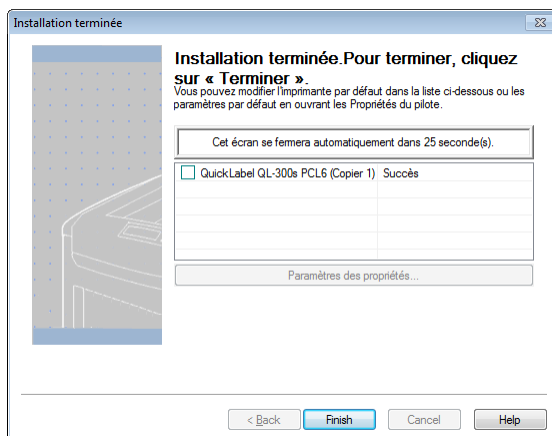 Installation terminée
Installation terminée.Pour terminer, cliquez
sur « Terminer ».
Vous pouvez modifier l'imprimante par défaut dans la liste ci-dessous ou les
paramètres par défaut en ouvrant les Propriétés du pilote.
Cet écran se fermera automatiquement dans 25 seconde(s).
QuickLabel QL-300s PCL6 (Copier 1) Succès
Paramètres des propriétés...
< Back Finish Cancel Help